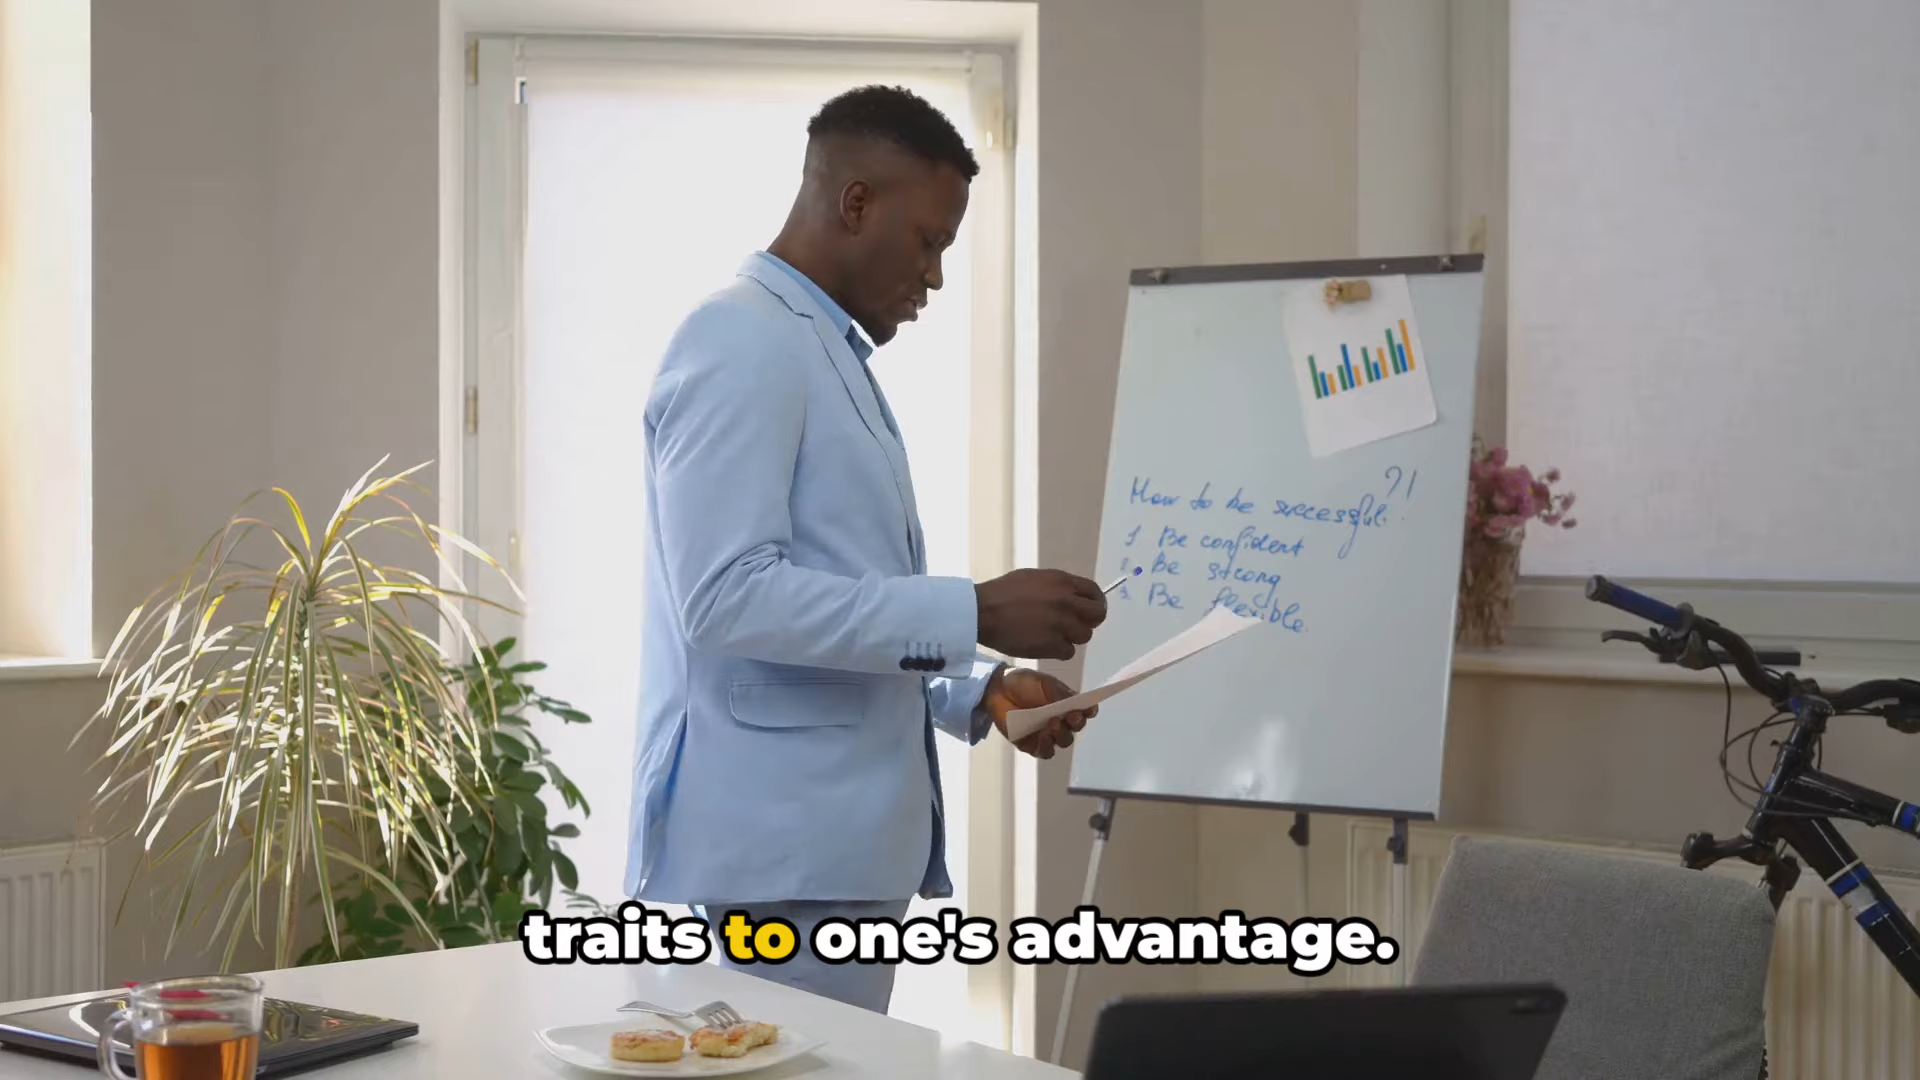 How to be successful?!
1 Be confident
2. Be strong
3. Be flexible.
traits to one's advantage.